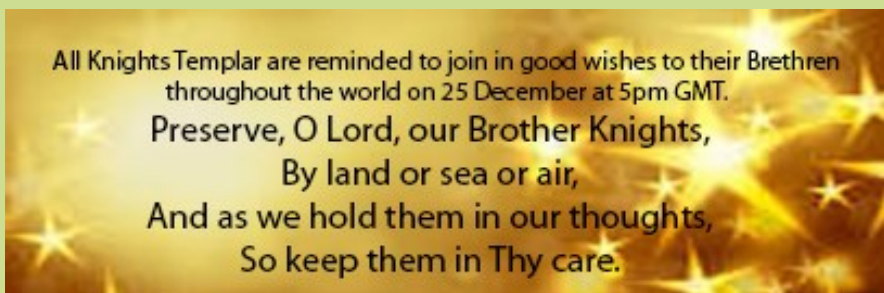 All Knights Templar are reminded to join in good wishes to their Brethren
throughout the world on 25 December at 5pm GMT.
Preserve, O Lord, our Brother Knights,
By land or sea or air,
And as we hold them in our thoughts,
So keep them in Thy care.